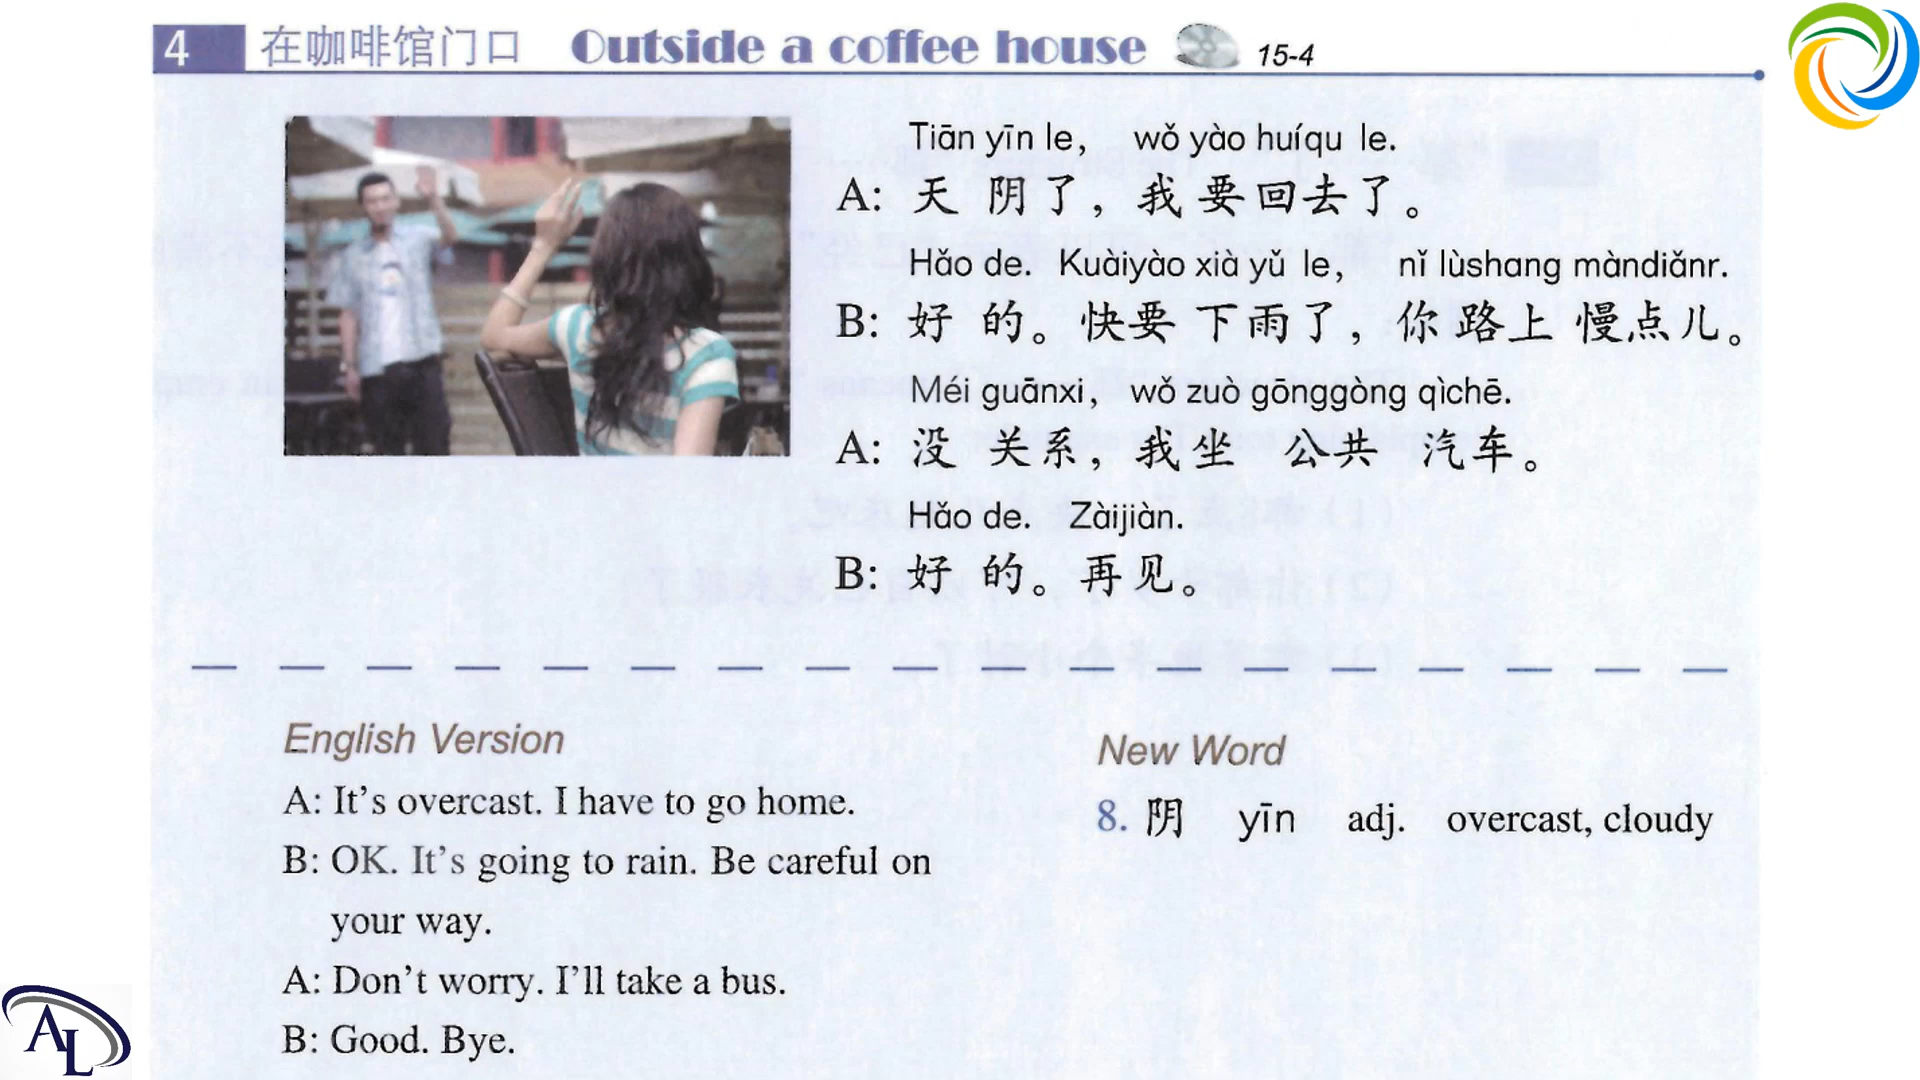 4 在咖啡馆门口 Outside a coffee house 15-4
Tiān yīn le, wǒ yào huíqu le.
A: 天阴了，我要回去了。
Hǎo de. Kuàiyào xià yǔ le, nǐ lùshang màndiǎnr.
B: 好的。快要下雨了，你路上慢点儿。
Méi guānxi, wǒ zuò gōnggòng qìchē.
A: 没关系，我坐公共汽车。
Hǎo de. Zàijiàn.
B: 好的。再见。
English Version
A: It's overcast. I have to go home.
B: OK. It's going to rain. Be careful on
your way.
A: Don't worry. I'll take a bus.
B: Good. Bye.
New Word
8. 阴 yīn adj. overcast, cloudy
AL